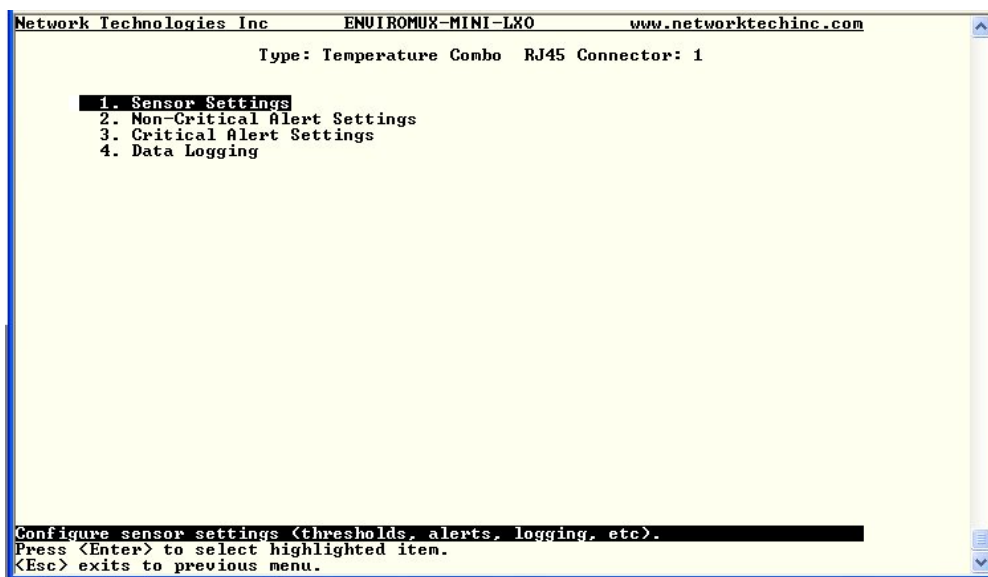 Network Technologies Inc ENVIROMUX-MINI-LXO www.networktechinc.com
Type: Temperature Combo RJ45 Connector: 1
1. Sensor Settings
2. Non-Critical Alert Settings
3. Critical Alert Settings
4. Data Logging
Configure sensor settings (thresholds, alerts, logging, etc).
Press <Enter> to select highlighted item.
<Esc> exits to previous menu.